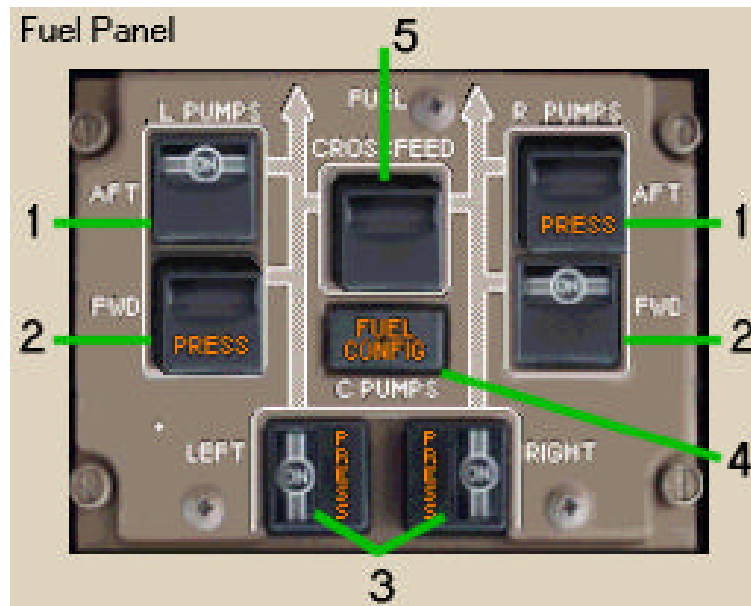 Fuel Panel
5
L PUMPS
FUEL
R PUMPS
CROSSFEED
ON
AFT
AFT
1
PRESS
1
FWD
ON
FWD
2
PRESS
2
FUEL
CONFIG
C PUMPS
4
LEFT
ON
PRESS
PRESS
ON
RIGHT
3